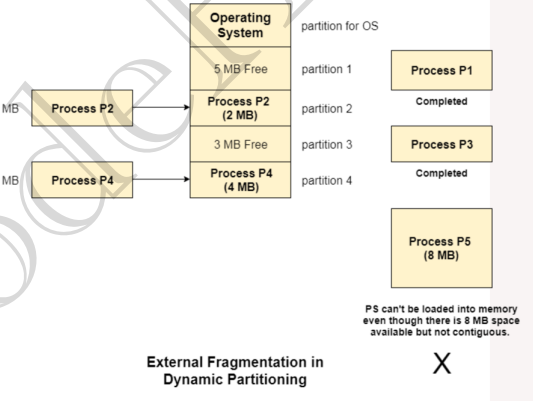 Operating
System
partition for OS
5 MB Free
partition 1
Process P1
Completed
MB
Process P2
Process P2
(2 MB)
partition 2
3 MB Free
partition 3
Process P3
Completed
MB
Process P4
Process P4
(4 MB)
partition 4
Process P5
(8 MB)
PS can't be loaded into memory
even though there is 8 MB space
available but not contiguous.
External Fragmentation in
Dynamic Partitioning
X